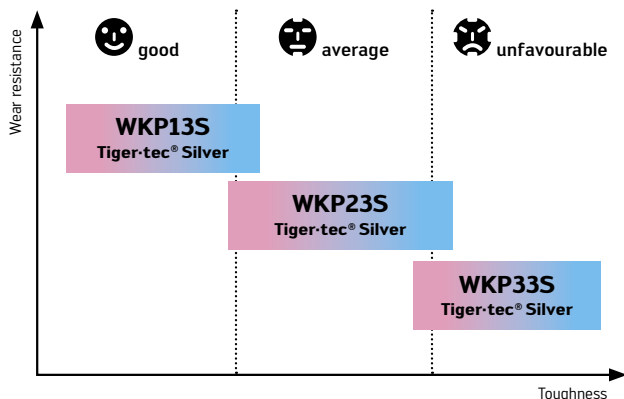 Wear resistance
good
average
unfavourable
WKP13S
Tiger·tec® Silver
WKP23S
Tiger·tec® Silver
WKP33S
Tiger·tec® Silver
Toughness